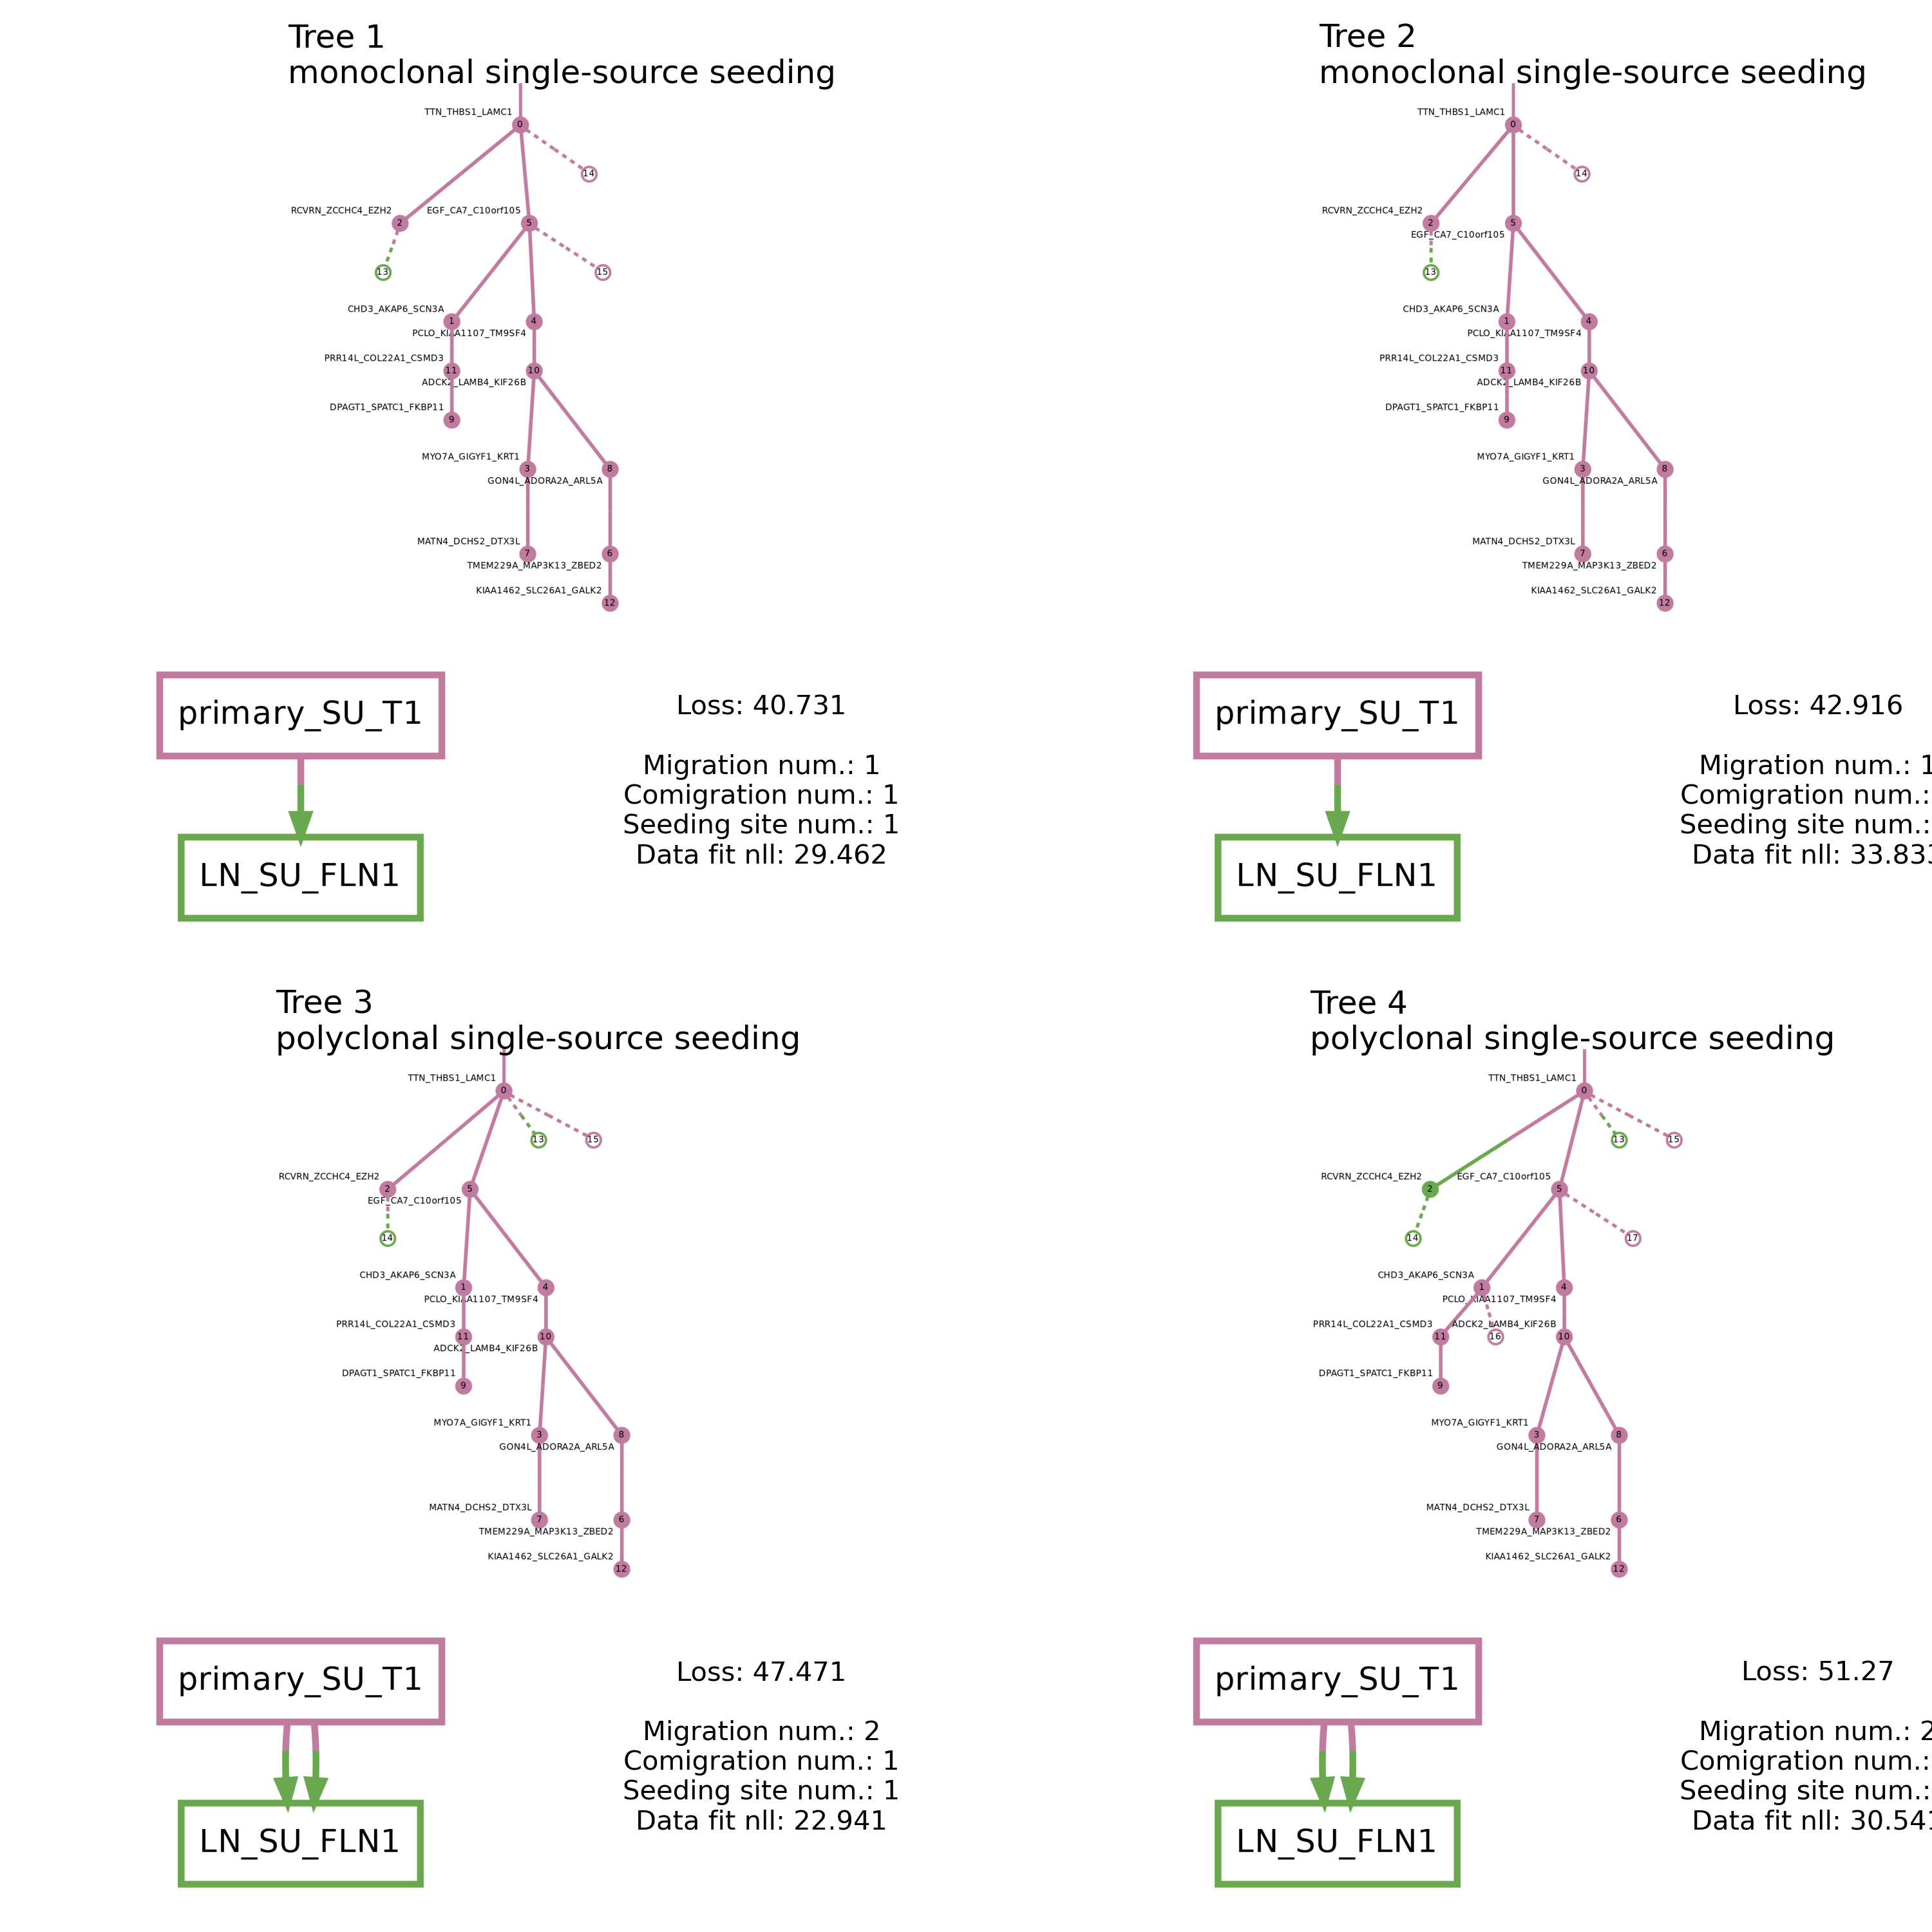 Tree 1
monoclonal single-source seeding
TTN_THBS1_LAMC1
0
14
RCVRN_ZCCHC4_EZH2
2
EGF_CA7_C10orf105
5
13
15
CHD3_AKAP6_SCN3A
1
4
PCLO_KIAA1107_TM9SF4
PRR14L_COL22A1_CSMD3
11
10
ADCK2_LAMB4_KIF26B
DPAGT1_SPATC1_FKBP11
9
MYO7A_GIGYF1_KRT1
3
8
GON4L_ADORA2A_ARL5A
MATN4_DCHS2_DTX3L
7
6
TMEM229A_MAP3K13_ZBED2
KIAA1462_SLC26A1_GALK2
12
primary_SU_T1
LN_SU_FLN1
Loss: 40.731
Migration num.: 1
Comigration num.: 1
Seeding site num.: 1
Data fit nll: 29.462
Tree 2
monoclonal single-source seeding
TTN_THBS1_LAMC1
0
14
RCVRN_ZCCHC4_EZH2
2
5
EGF_CA7_C10orf105
13
CHD3_AKAP6_SCN3A
1
4
PCLO_KIAA1107_TM9SF4
PRR14L_COL22A1_CSMD3
11
10
ADCK2_LAMB4_KIF26B
DPAGT1_SPATC1_FKBP11
9
MYO7A_GIGYF1_KRT1
3
8
GON4L_ADORA2A_ARL5A
MATN4_DCHS2_DTX3L
7
6
TMEM229A_MAP3K13_ZBED2
KIAA1462_SLC26A1_GALK2
12
primary_SU_T1
LN_SU_FLN1
Loss: 42.916
Migration num.: 1
Comigration num.:
Seeding site num.:
Data fit nll: 33.833
Tree 3
polyclonal single-source seeding
TTN_THBS1_LAMC1
0
13
15
RCVRN_ZCCHC4_EZH2
2
5
EGF_CA7_C10orf105
14
CHD3_AKAP6_SCN3A
1
4
PCLO_KIAA1107_TM9SF4
PRR14L_COL22A1_CSMD3
11
10
ADCK2_LAMB4_KIF26B
DPAGT1_SPATC1_FKBP11
9
MYO7A_GIGYF1_KRT1
3
8
GON4L_ADORA2A_ARL5A
MATN4_DCHS2_DTX3L
7
6
TMEM229A_MAP3K13_ZBED2
KIAA1462_SLC26A1_GALK2
12
primary_SU_T1
LN_SU_FLN1
Loss: 47.471
Migration num.: 2
Comigration num.: 1
Seeding site num.: 1
Data fit nll: 22.941
Tree 4
polyclonal single-source seeding
TTN_THBS1_LAMC1
0
13
15
RCVRN_ZCCHC4_EZH2
2
EGF_CA7_C10orf105
5
14
17
CHD3_AKAP6_SCN3A
1
4
PCLO_KIAA1107_TM9SF4
PRR14L_COL22A1_CSMD3
11
ADCK2_LAMB4_KIF26B
16
10
DPAGT1_SPATC1_FKBP11
9
MYO7A_GIGYF1_KRT1
3
8
GON4L_ADORA2A_ARL5A
MATN4_DCHS2_DTX3L
7
6
TMEM229A_MAP3K13_ZBED2
KIAA1462_SLC26A1_GALK2
12
primary_SU_T1
LN_SU_FLN1
Loss: 51.27
Migration num.: 2
Comigration num.:
Seeding site num.:
Data fit nll: 30.541